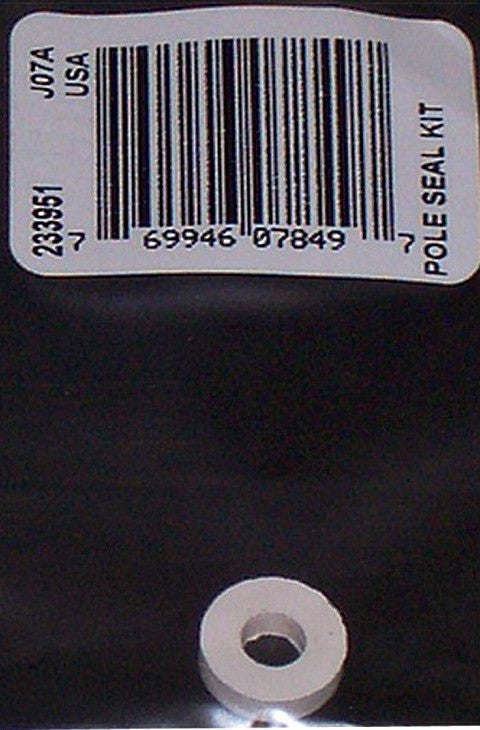 233951 J07A
USA
7 69946 07849 7
POLE SEAL KIT